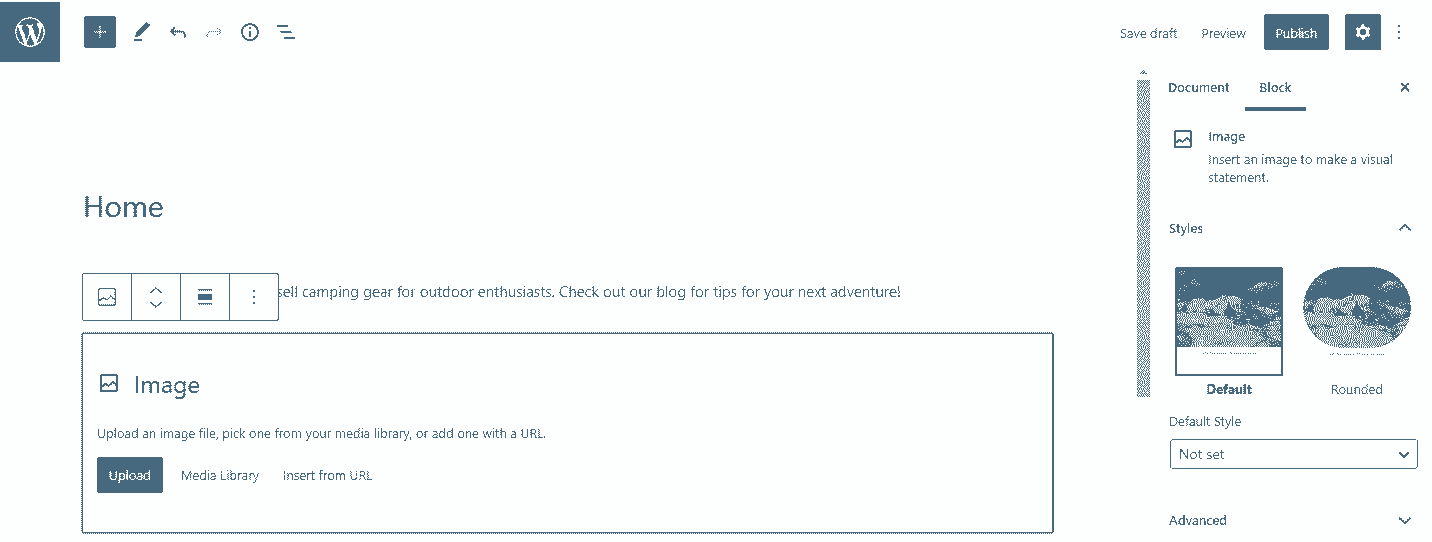 Save draft Preview Publish
Document Block
Image
Insert an image to make a visual
statement.
Home
Styles
sell camping gear for outdoor enthusiasts. Check out our blog for tips for your next adventure!
Image
Default Rounded
Default Style
Upload an image file, pick one from your media library, or add one with a URL.
Not set
Upload Media Library Insert from URL
Advanced